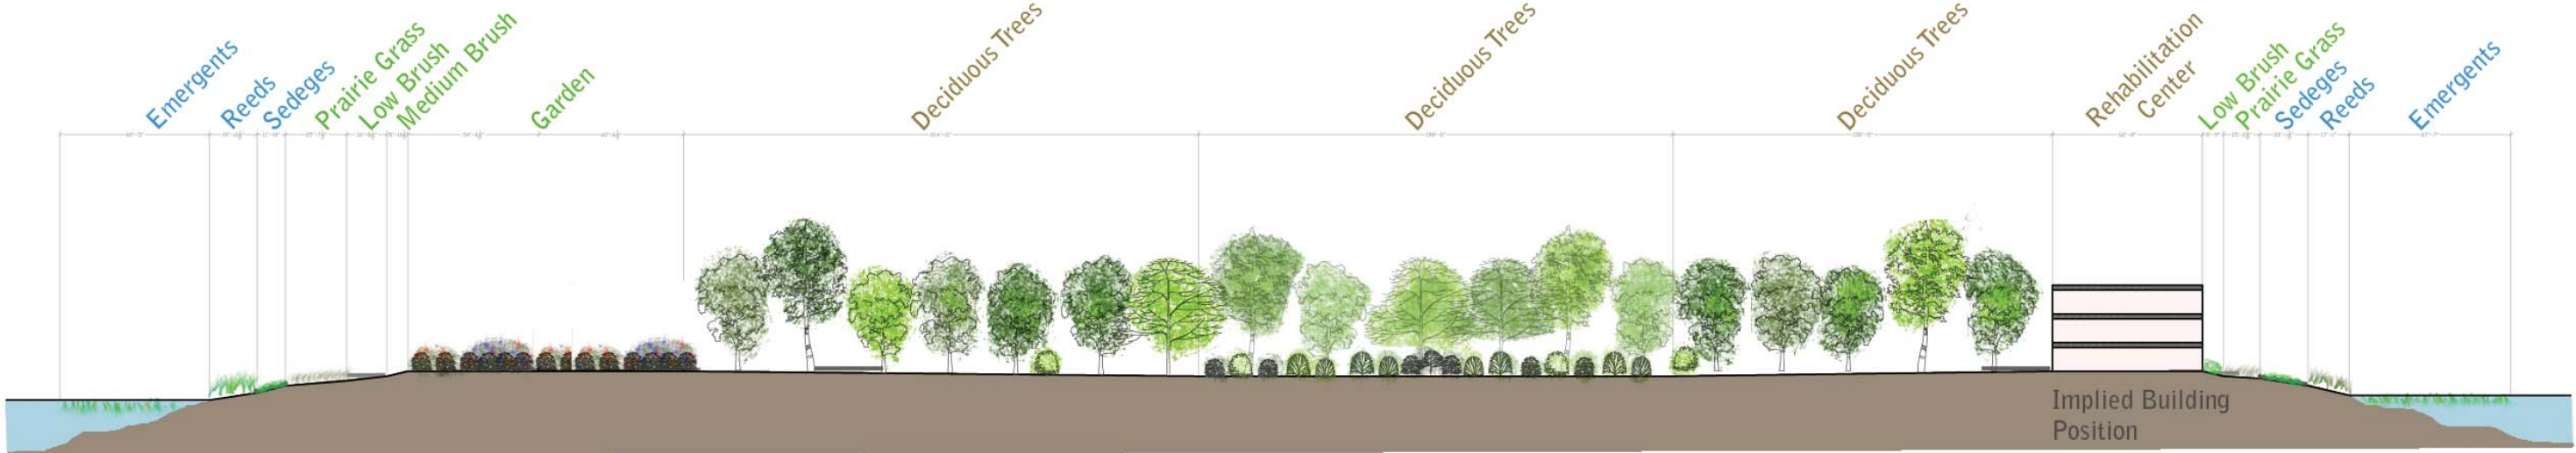 Emergents
Reeds
Sedeges
Prairie Grass
Low Brush
Medium Brush
Garden
Deciduous Trees
Deciduous Trees
Deciduous Trees
Rehabilitation
Center
Low Brush
Prairie Grass
Sedeges
Reeds
Emergents
Implied Building
Position